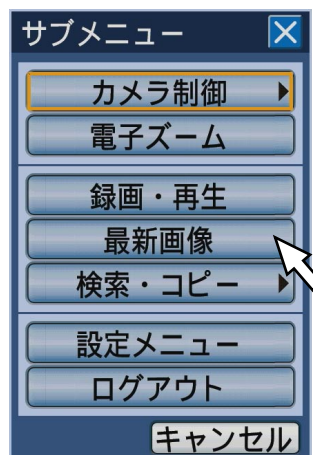 サブメニュー
カメラ制御
電子ズーム
録画・再生
最新画像
検索・コピー
設定メニュー
ログアウト
キャンセル